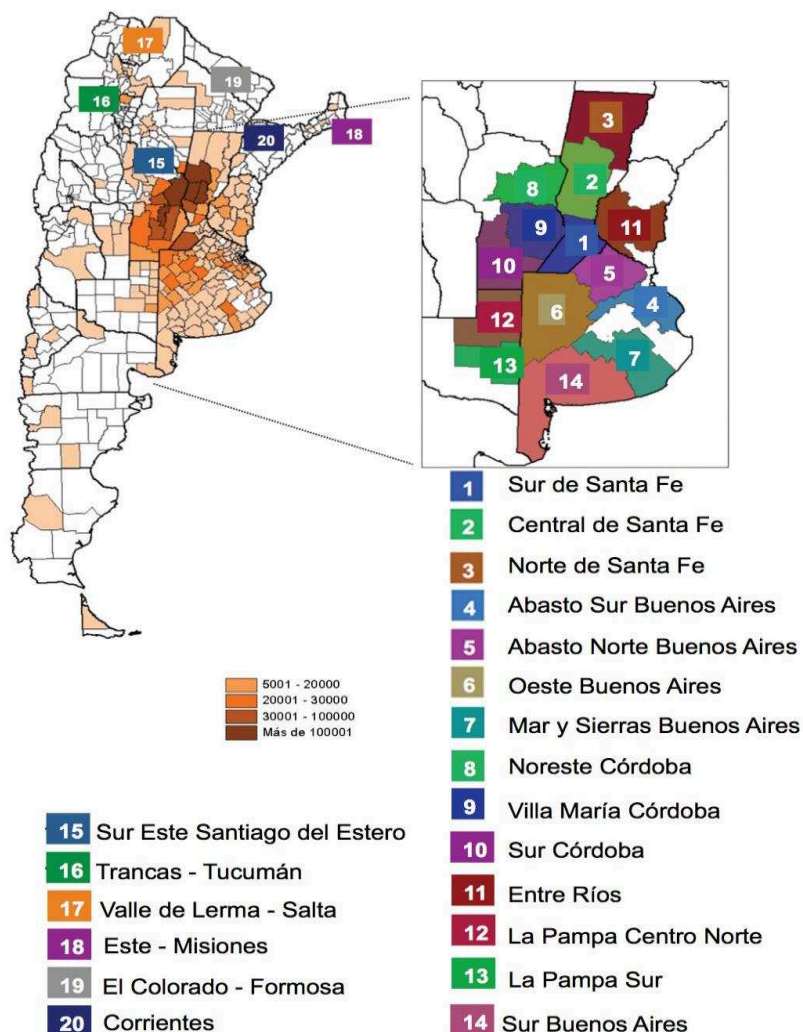 17
19
16
20
18
15
3
8
2
9
11
1
10
5
6
4
12
7
13
14
5001 - 20000
20001 - 30000
30001 - 100000
Más de 100001
1 Sur de Santa Fe
2 Central de Santa Fe
3 Norte de Santa Fe
4 Abasto Sur Buenos Aires
5 Abasto Norte Buenos Aires
6 Oeste Buenos Aires
7 Mar y Sierras Buenos Aires
8 Noreste Córdoba
9 Villa María Córdoba
10 Sur Córdoba
11 Entre Ríos
12 La Pampa Centro Norte
13 La Pampa Sur
14 Sur Buenos Aires
15 Sur Este Santiago del Estero
16 Trancas - Tucumán
17 Valle de Lerma - Salta
18 Este - Misiones
19 El Colorado - Formosa
20 Corrientes